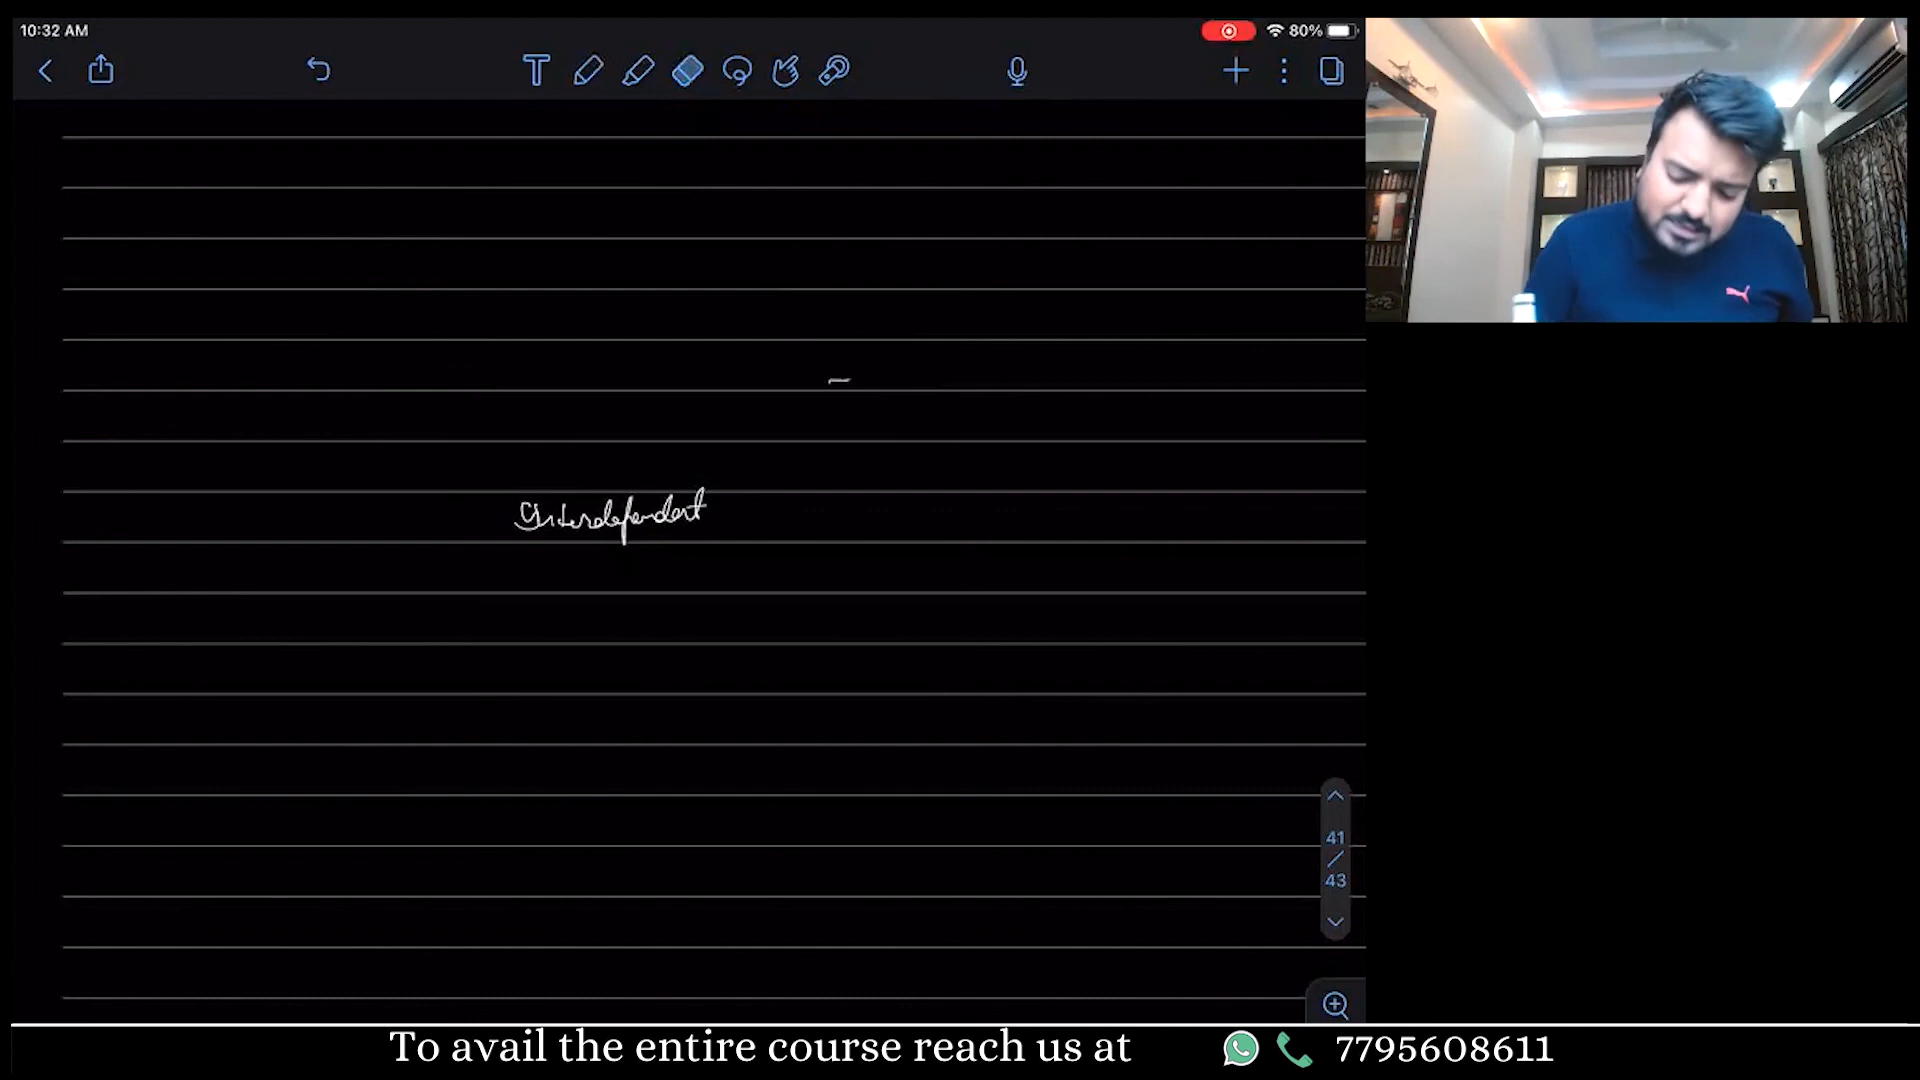 10:32 AM
80%
Interdependent
41
/
43
To avail the entire course reach us at 7795608611